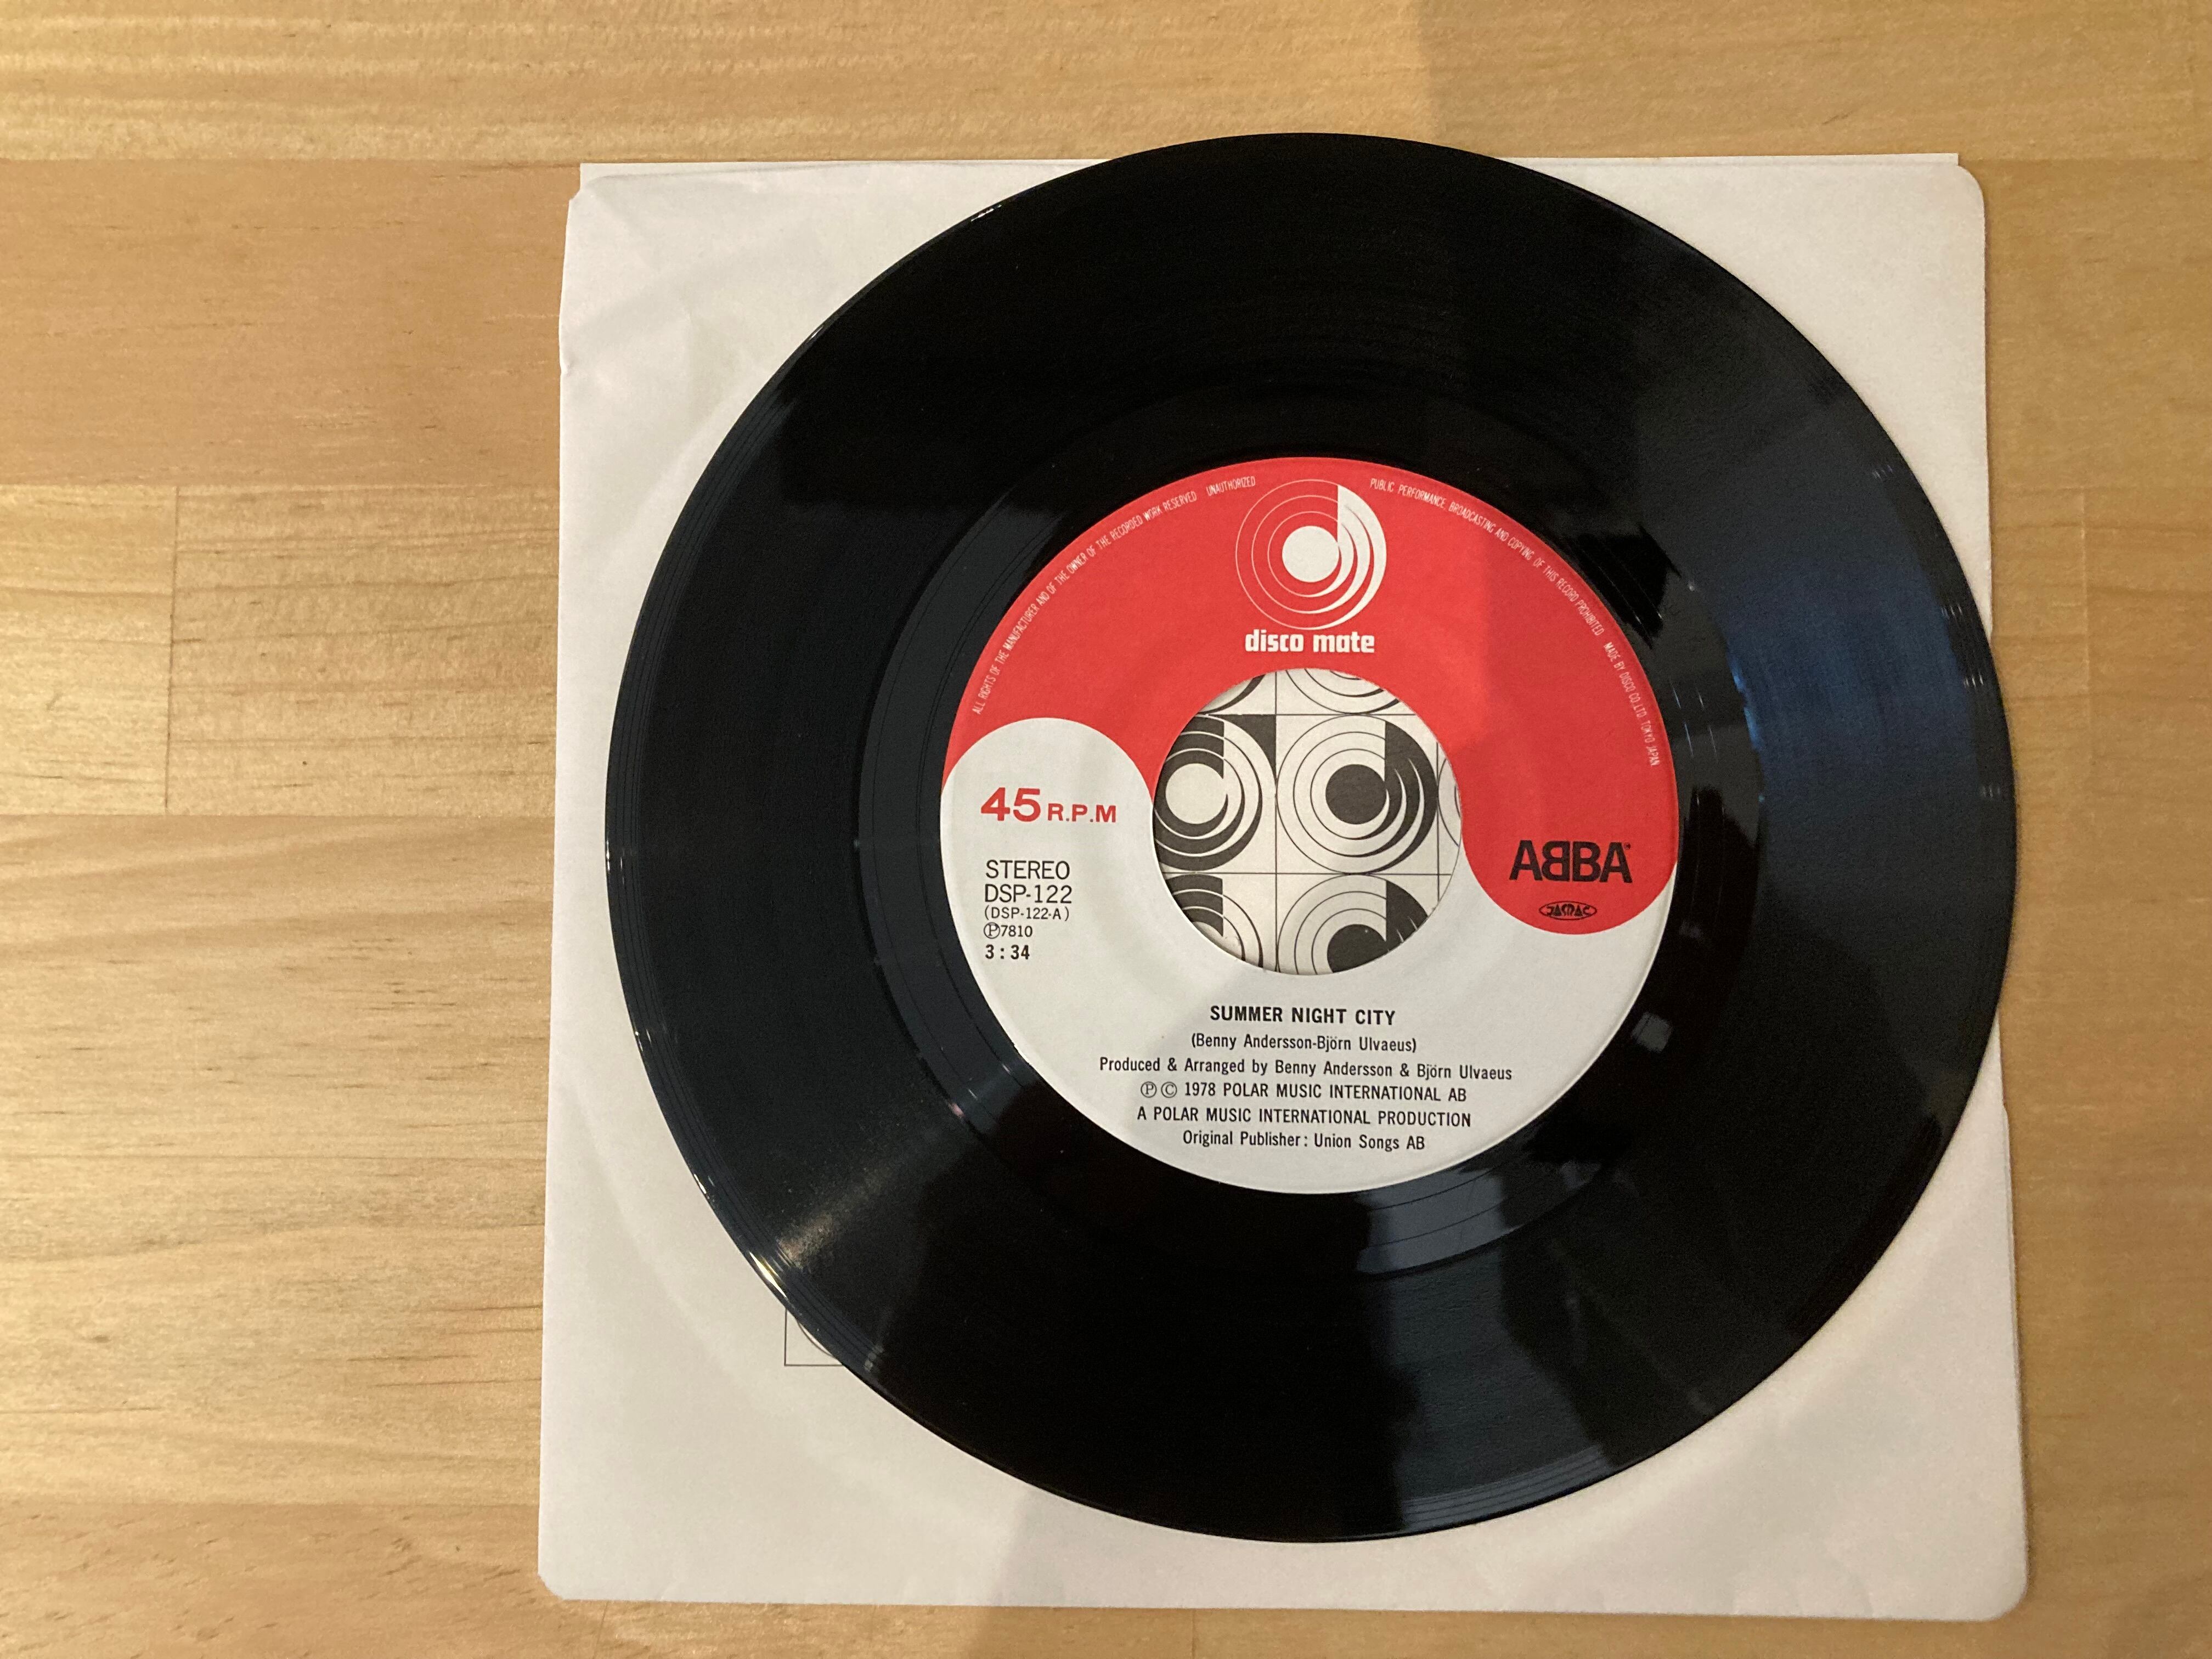 ALL RIGHTS OF THE MANUFACTURER AND OF THE OWNER OF THE RECORDED WORK RESERVED UNAUTHORIZED PUBLIC PERFORMANCE, BROADCASTING AND COPYING OF THIS RECORD PROHIBITED MADE BY DISCO CO.,LTD. TOKYO JAPAN
disco mate
45 R.P.M
STEREO
DSP-122
(DSP-122-A)
Ⓟ7810
3:34
AᗺBA
JASRAC
SUMMER NIGHT CITY
(Benny Andersson-Björn Ulvaeus)
Produced & Arranged by Benny Andersson & Björn Ulvaeus
Ⓟ Ⓒ 1978 POLAR MUSIC INTERNATIONAL AB
A POLAR MUSIC INTERNATIONAL PRODUCTION
Original Publisher: Union Songs AB